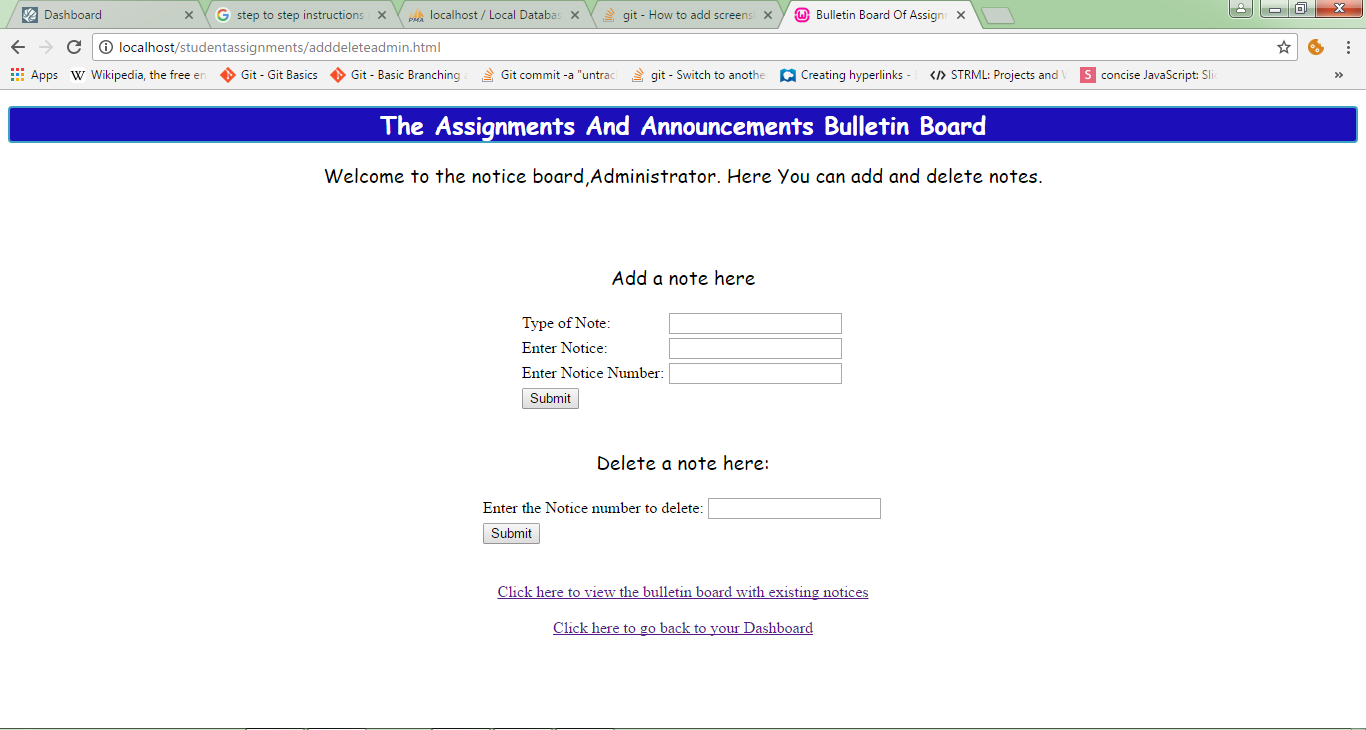 Dashboard
step to step instructions
localhost / Local Databas
git - How to add screens
Bulletin Board Of Assign
localhost/studentassignments/adddeleteadmin.html
Apps
W Wikipedia, the free en
Git - Git Basics
Git - Basic Branching
Git commit -a "untrac
git - Switch to anothe
Creating hyperlinks -
STRML: Projects and W
S concise JavaScript: Sli
The Assignments And Announcements Bulletin Board
Welcome to the notice board,Administrator. Here You can add and delete notes.
Add a note here
Type of Note:
Enter Notice:
Enter Notice Number:
Submit
Delete a note here:
Enter the Notice number to delete:
Submit
Click here to view the bulletin board with existing notices
Click here to go back to your Dashboard